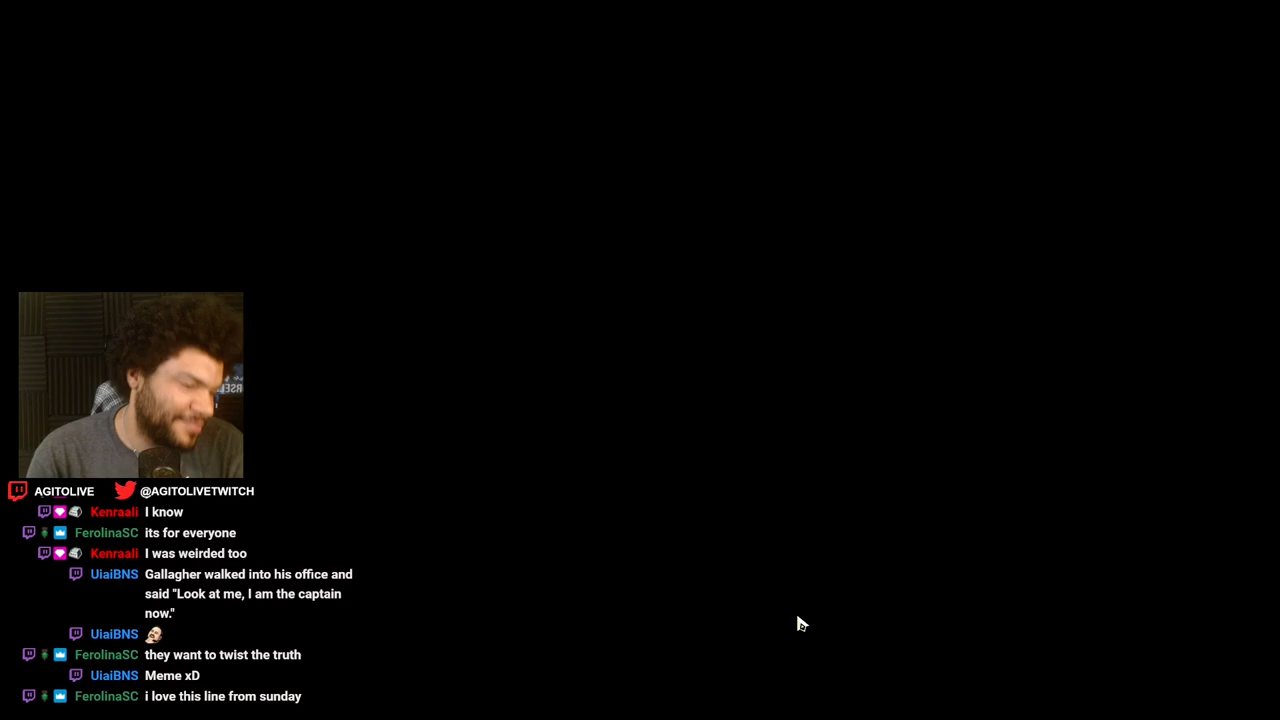 AGITOLIVE @AGITOLIVETWITCH
Kenraali I know
FerolinaSC its for everyone
Kenraali I was weirded too
UiaiBNS Gallagher walked into his office and
said "Look at me, I am the captain
now."
UiaiBNS
FerolinaSC they want to twist the truth
UiaiBNS Meme xD
FerolinaSC i love this line from sunday